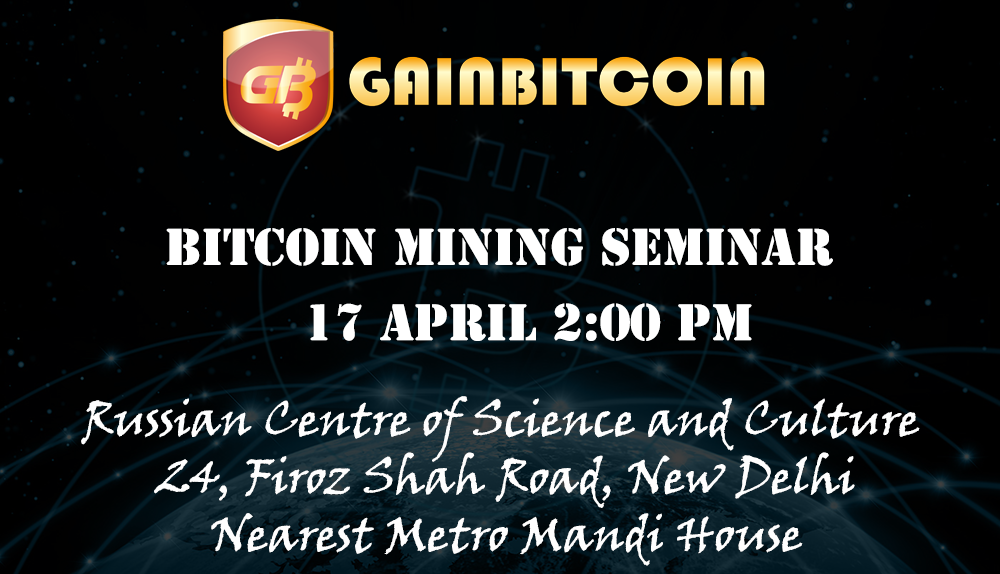 GB
GAINBITCOIN
BITCOIN MINING SEMINAR
17 APRIL 2:00 PM
Russian Centre of Science and Culture
24, Firoz Shah Road, New Delhi
Nearest Metro Mandi House